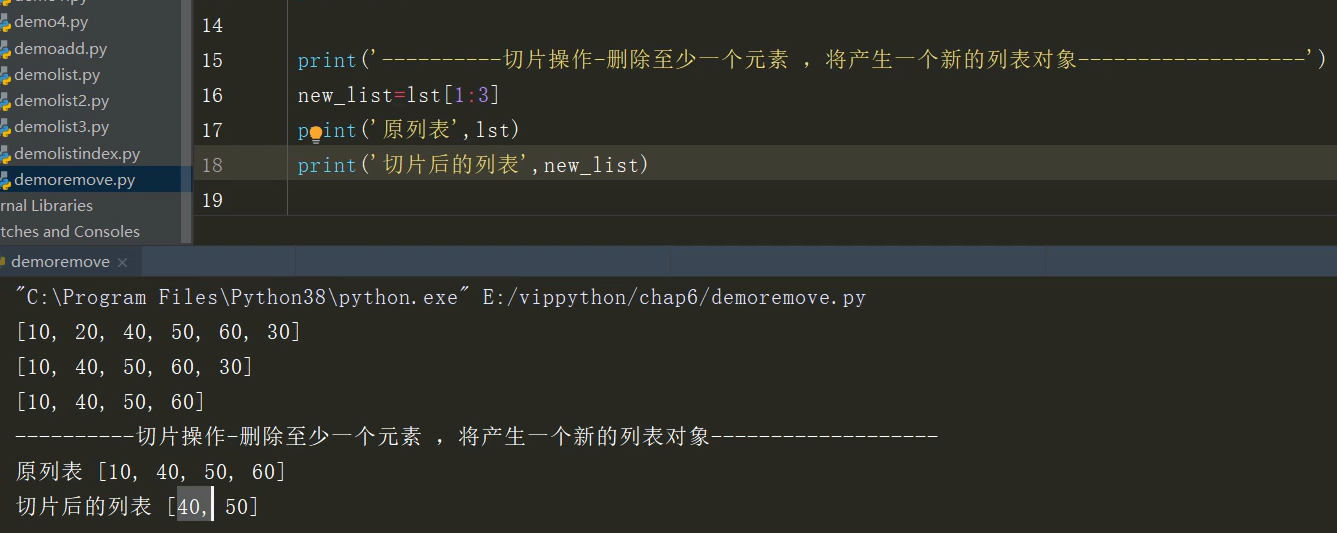 demo4.py
demoadd.py
demolist.py
demolist2.py
demolist3.py
demolistindex.py
demoremove.py
rnal Libraries
tches and Consoles
14
15 print('----------切片操作-删除至少一个元素 ，将产生一个新的列表对象-------------------')
16 new_list=lst[1:3]
17 print('原列表',lst)
18 print('切片后的列表',new_list)
19
demoremove ×
"C:\Program Files\Python38\python.exe" E:/vippython/chap6/demoremove.py
[10, 20, 40, 50, 60, 30]
[10, 40, 50, 60, 30]
[10, 40, 50, 60]
----------切片操作-删除至少一个元素 ，将产生一个新的列表对象-------------------
原列表 [10, 40, 50, 60]
切片后的列表 [40, 50]